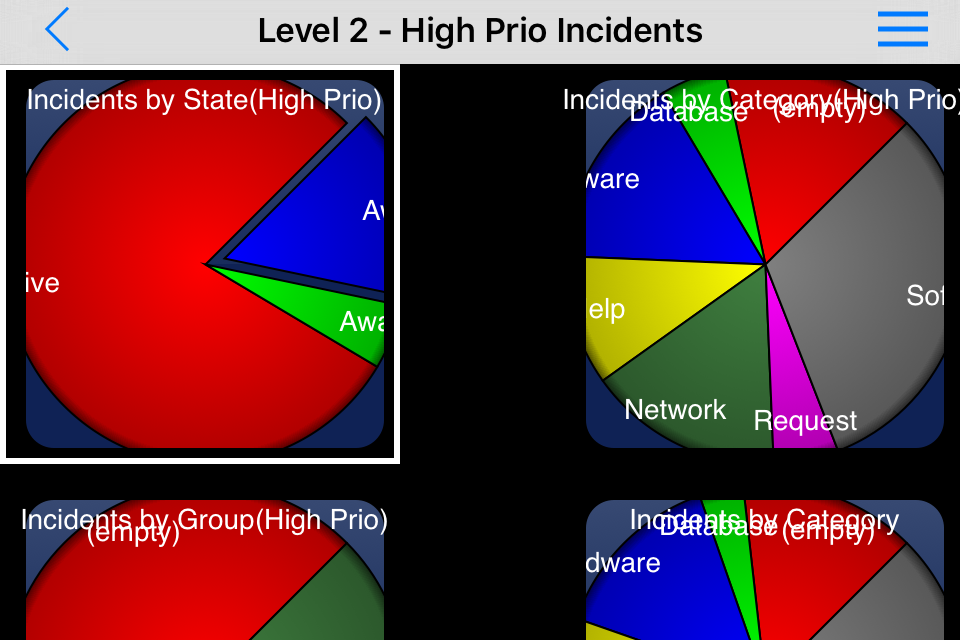 Level 2 - High Prio Incidents
Incidents by State(High Prio)
ive
Aw
Awa
Incidents by Category(High Prio)
Database
(empty)
ware
Sof
elp
Network
Request
Incidents by Group(High Prio)
(empty)
Incidents by Category
Database
(empty)
dware